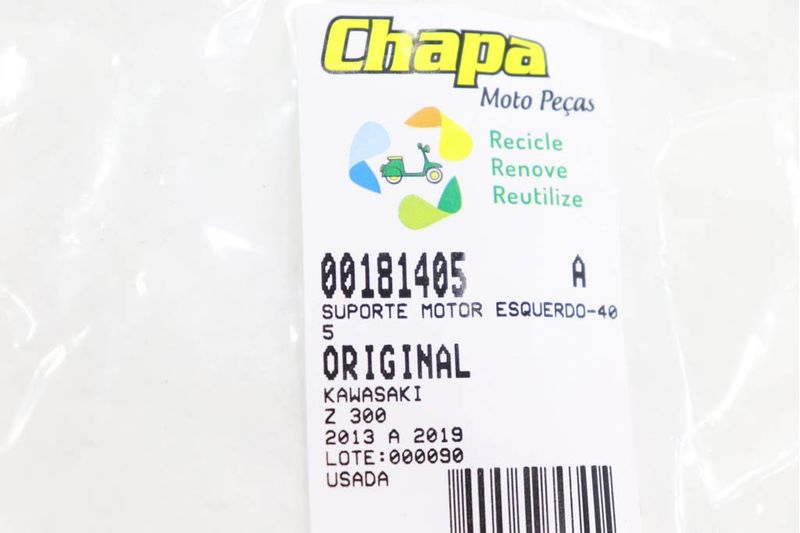 Chapa
Moto Peças
Recicle
Renove
Reutilize
00181405 A
SUPORTE MOTOR ESQUERDO-40
5
ORIGINAL
KAWASAKI
Z 300
2013 A 2019
LOTE:000090
USADA